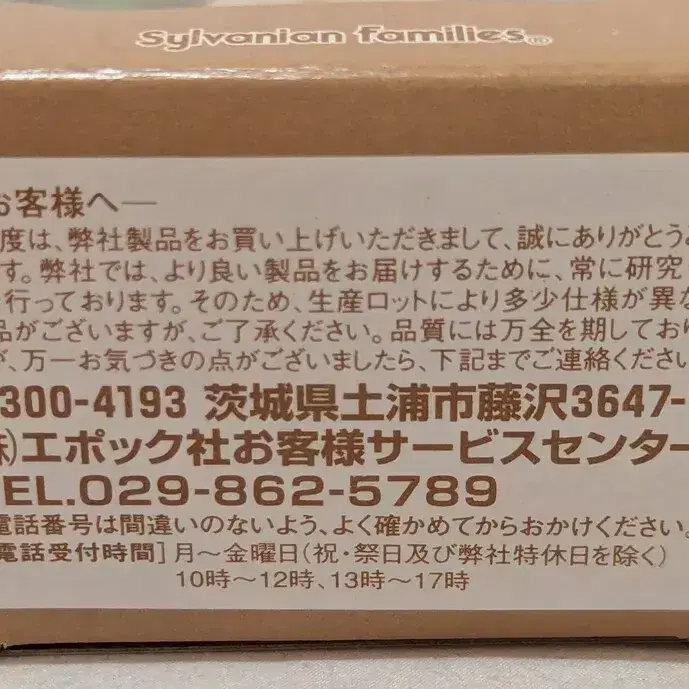 Sylvanian Families®
お客様へ―
度は、弊社製品をお買い上げいただきまして、誠にありがとうご
す。弊社では、より良い製品をお届けするために、常に研究
行っております。そのため、生産ロットにより多少仕様が異な
品がございますが、ご了承ください。品質には万全を期しており
が、万一お気づきの点がございましたら、下記までご連絡ください
300-4193 茨城県土浦市藤沢3647-
株)エポック社お客様サービスセンター
TEL.029-862-5789
電話番号は間違いのないよう、よく確かめてからおかけください。
電話受付時間］月～金曜日（祝・祭日及び弊社特休日を除く）
10時～12時、13時～17時